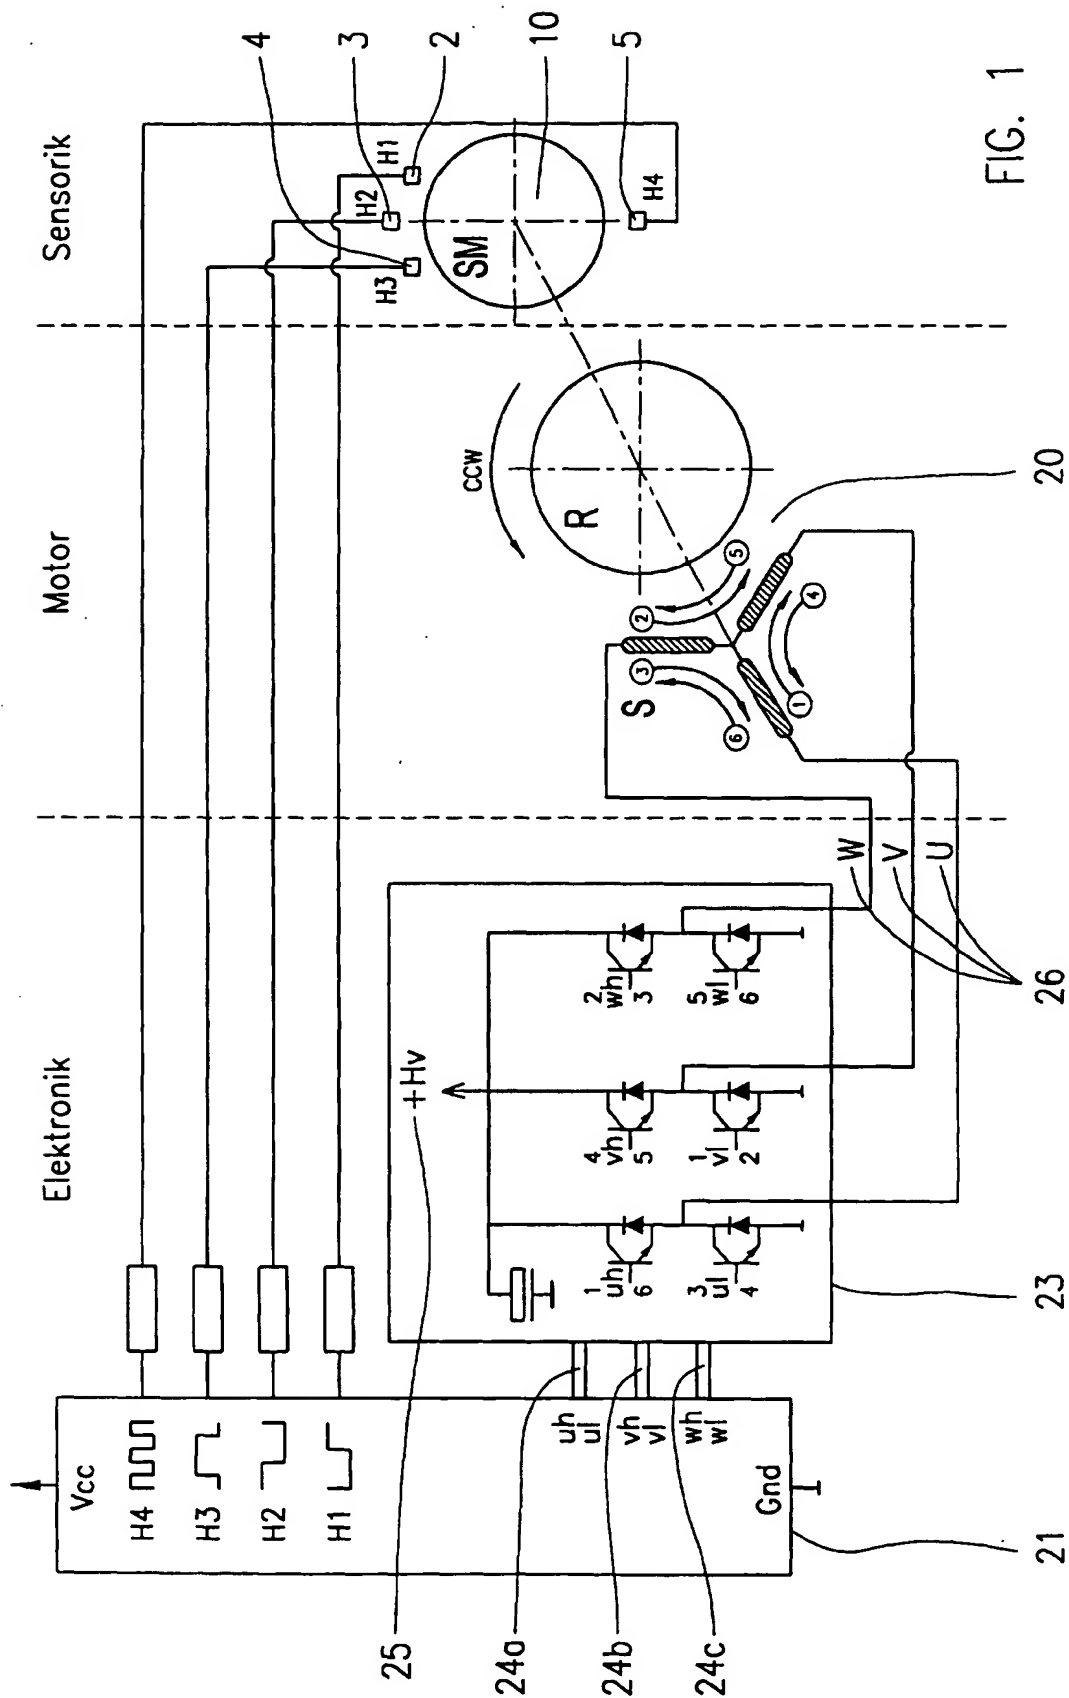 Elektronik
Motor
Sensorik
Vcc
H4
H3
H2
H1
uh
ul
vh
vl
wh
wl
Gnd
+Hv
1
uh
6
3
ul
4
4
vh
5
1
vl
2
2
wh
3
5
wl
6
W
V
U
S
R
CCW
1
2
3
4
5
6
SM
H1
H2
H3
H4
4
3
2
10
5
25
24a
24b
24c
21
23
26
20
FIG. 1